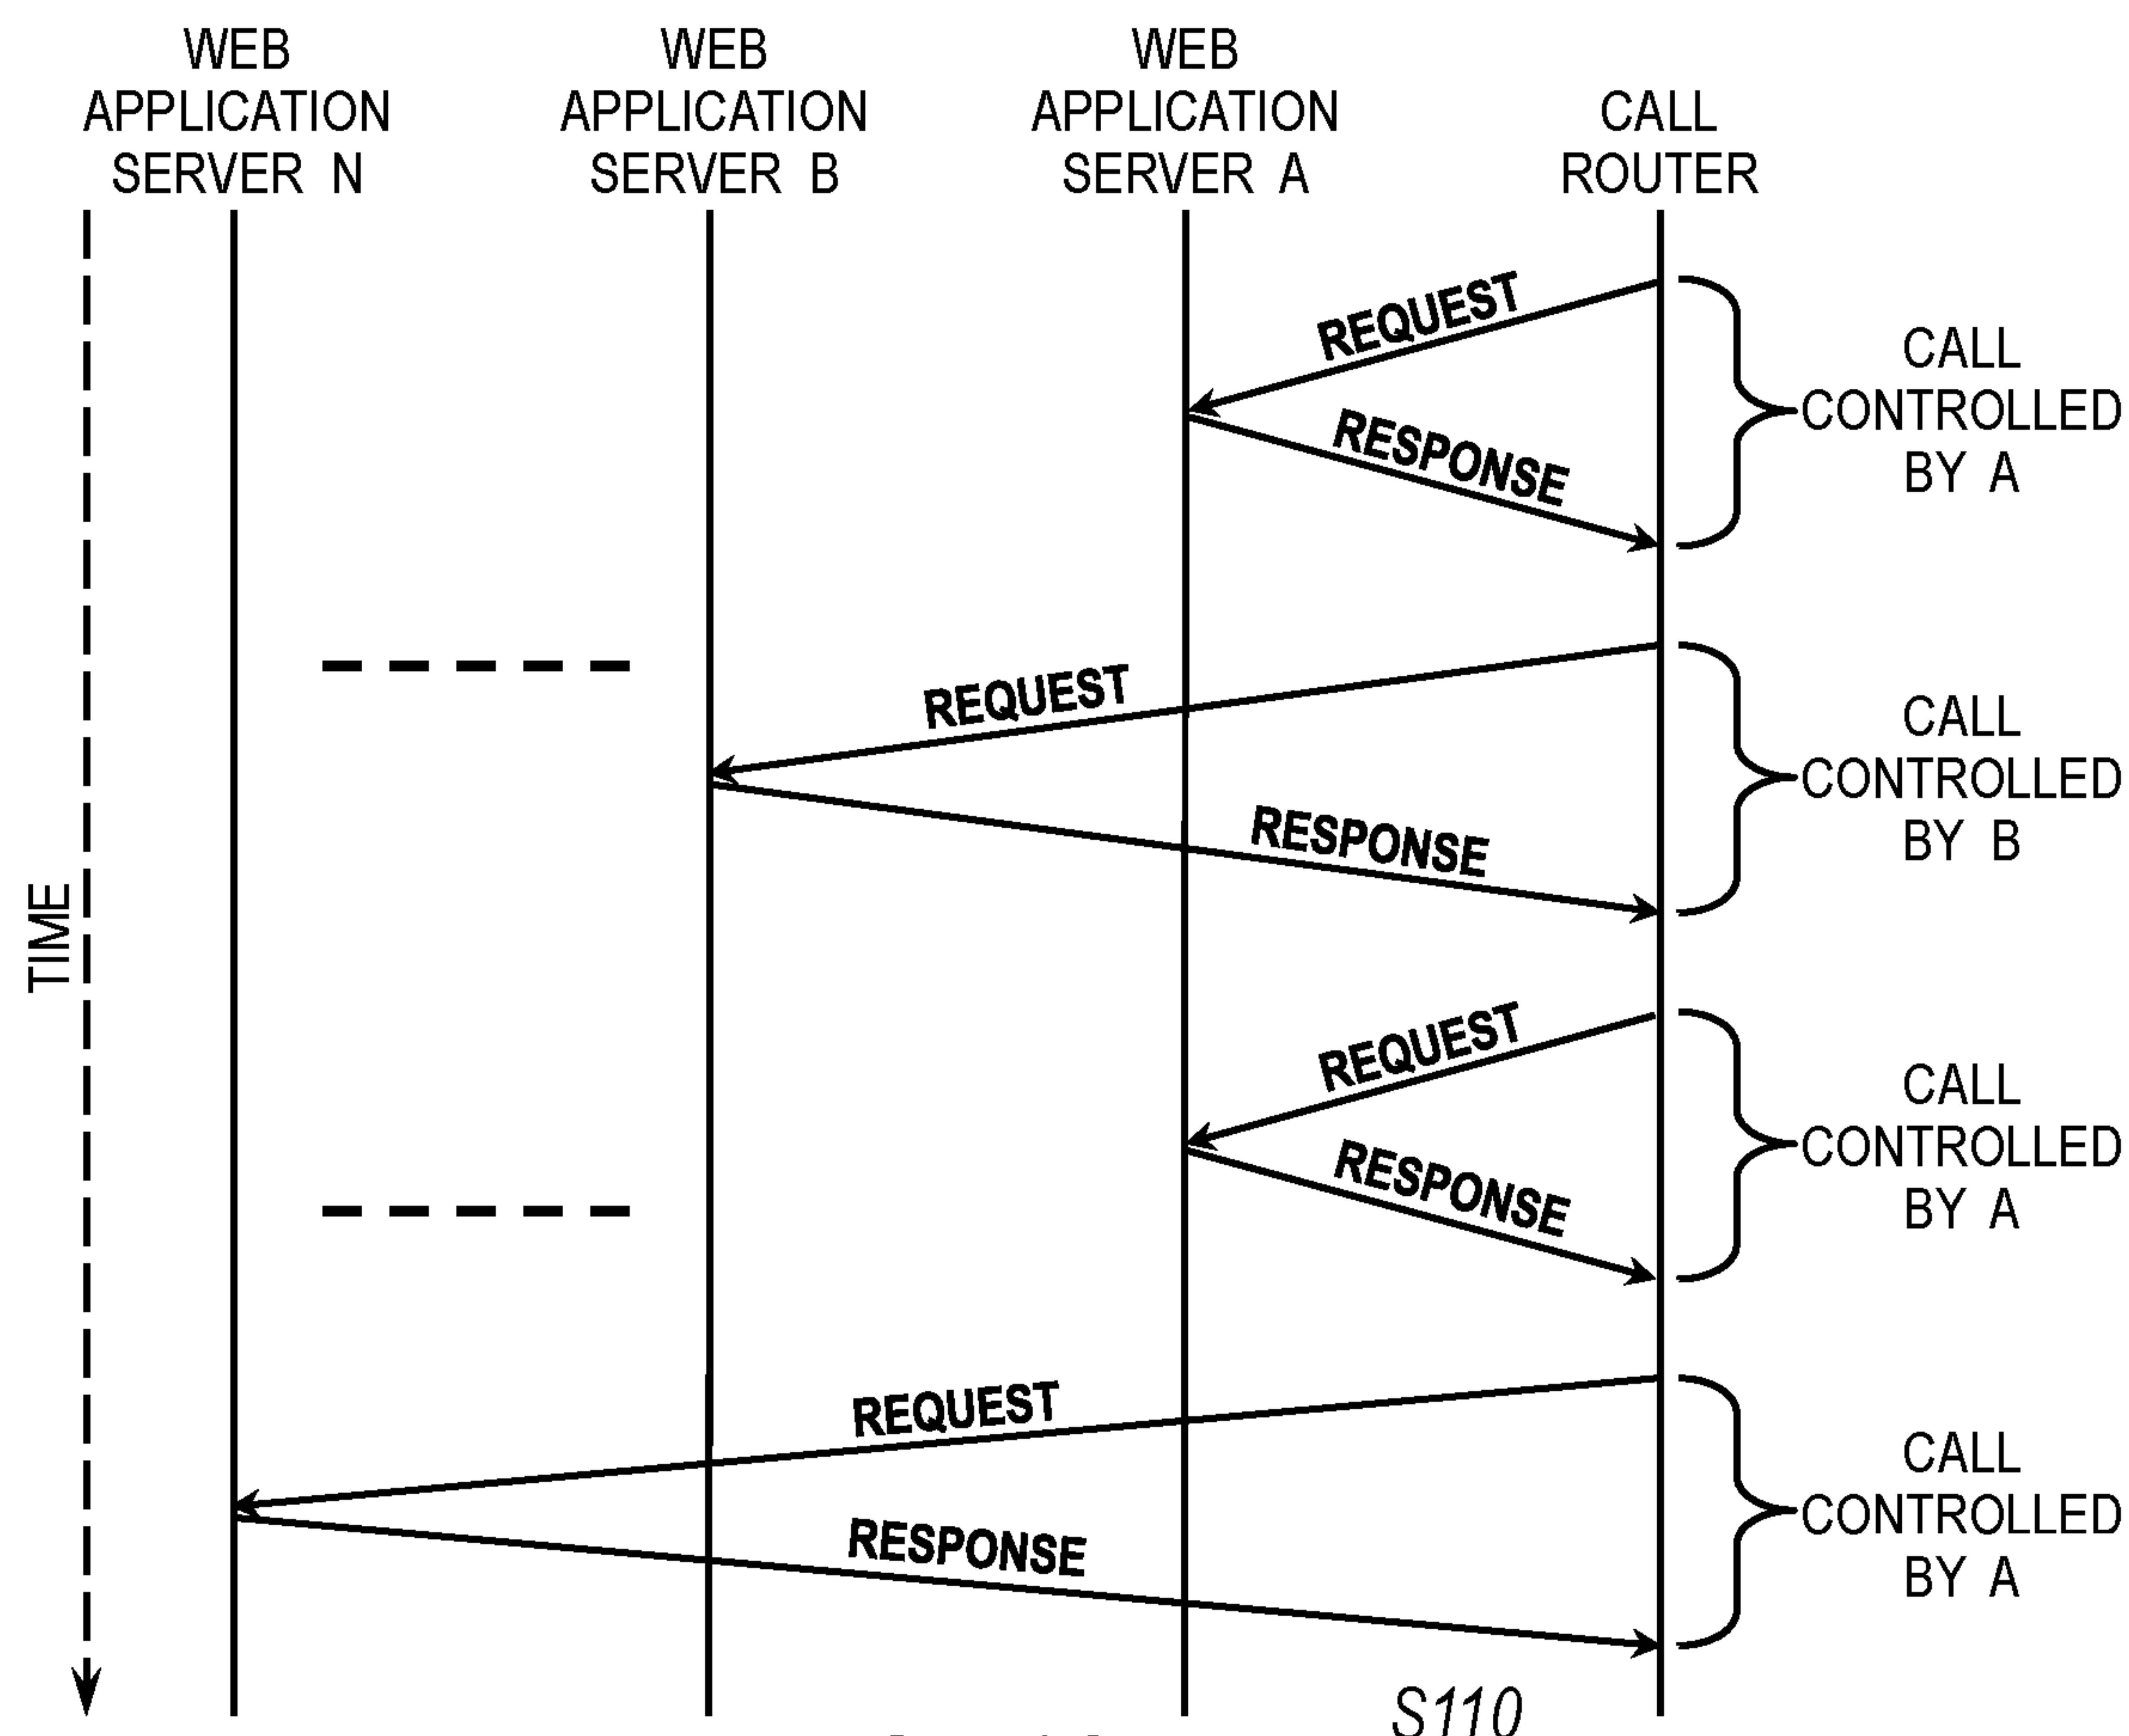 WEB
APPLICATION
SERVER N
WEB
APPLICATION
SERVER B
WEB
APPLICATION
SERVER A
CALL
ROUTER
REQUEST
RESPONSE
CALL
CONTROLLED
BY A
REQUEST
RESPONSE
CALL
CONTROLLED
BY B
TIME
REQUEST
RESPONSE
CALL
CONTROLLED
BY A
REQUEST
RESPONSE
CALL
CONTROLLED
BY A
S110